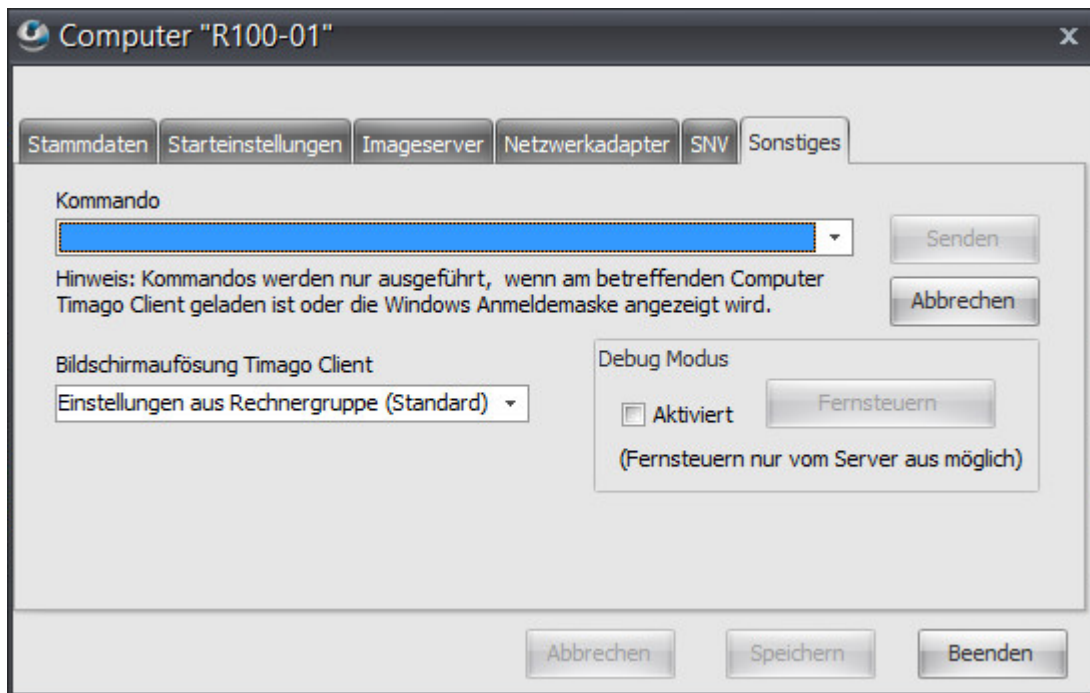 Computer "R100-01"
x
Stammdaten Starteinstellungen Imageserver Netzwerkadapter SNV Sonstiges
Kommando
Senden
Hinweis: Kommandos werden nur ausgeführt, wenn am betreffenden Computer
Timago Client geladen ist oder die Windows Anmeldemaske angezeigt wird.
Abbrechen
Bildschirmaufösung Timago Client
Einstellungen aus Rechnergruppe (Standard)
Debug Modus
Aktiviert
Fernsteuern
(Fernsteuern nur vom Server aus möglich)
Abbrechen Speichern Beenden